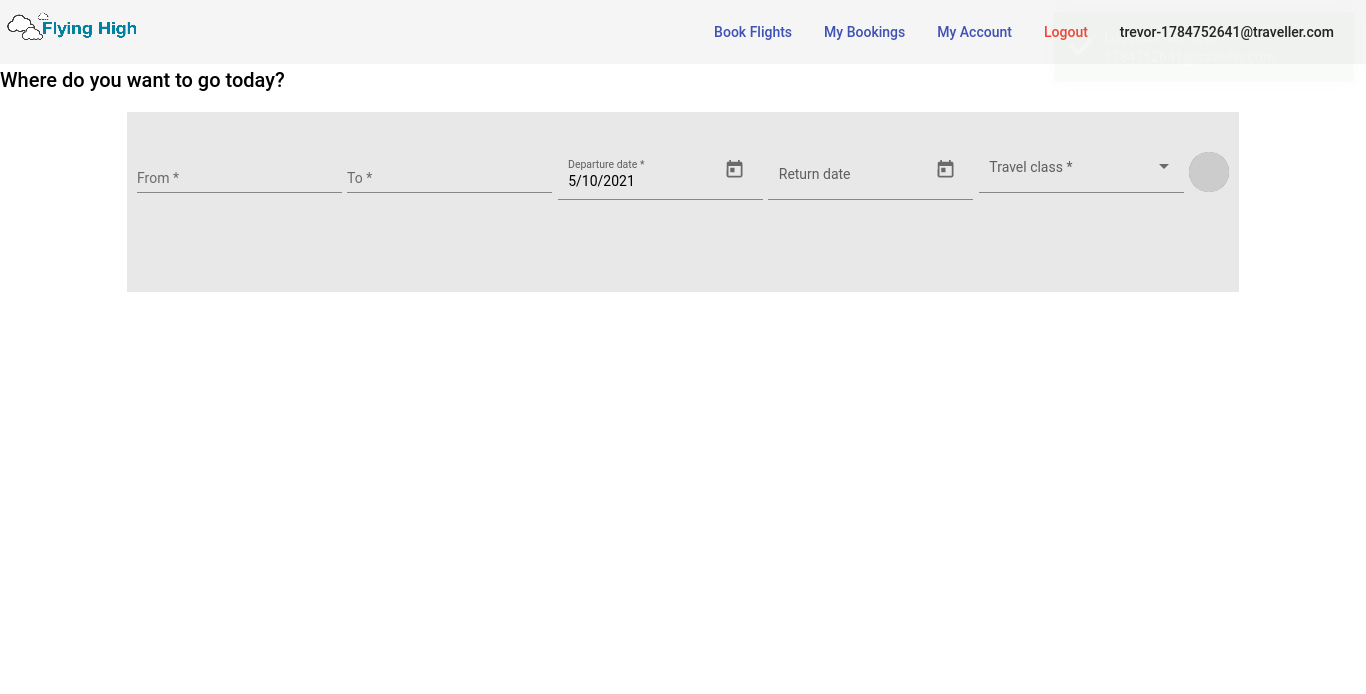 Flying High
Book Flights
My Bookings
My Account
Logout
trevor-1784752641@traveller.com
Where do you want to go today?
From *
To *
Departure date *
5/10/2021
Return date
Travel class *